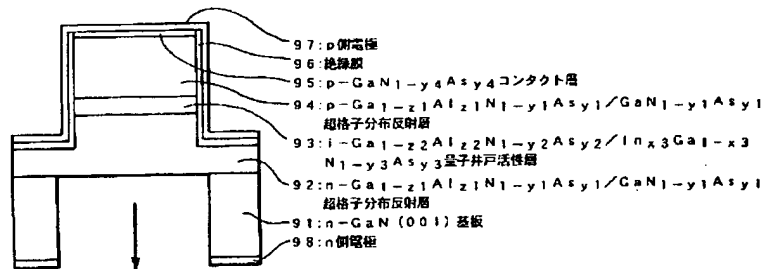 97:p側電極
96:絶縁膜
95:p-GaN1-y4Asy4コンタクト層
94:p-Ga1-z1Alz1N1-y1Asy1/GaN1-y1Asy1
超格子分布反射層
93:i-Ga1-z2Alz2N1-y2Asy2/Inx3Ga1-x3
N1-y3Asy3量子井戸活性層
92:n-Ga1-z1Alz1N1-y1Asy1/GaN1-y1Asy1
超格子分布反射層
91:n-GaN(001)基板
98:n側電極